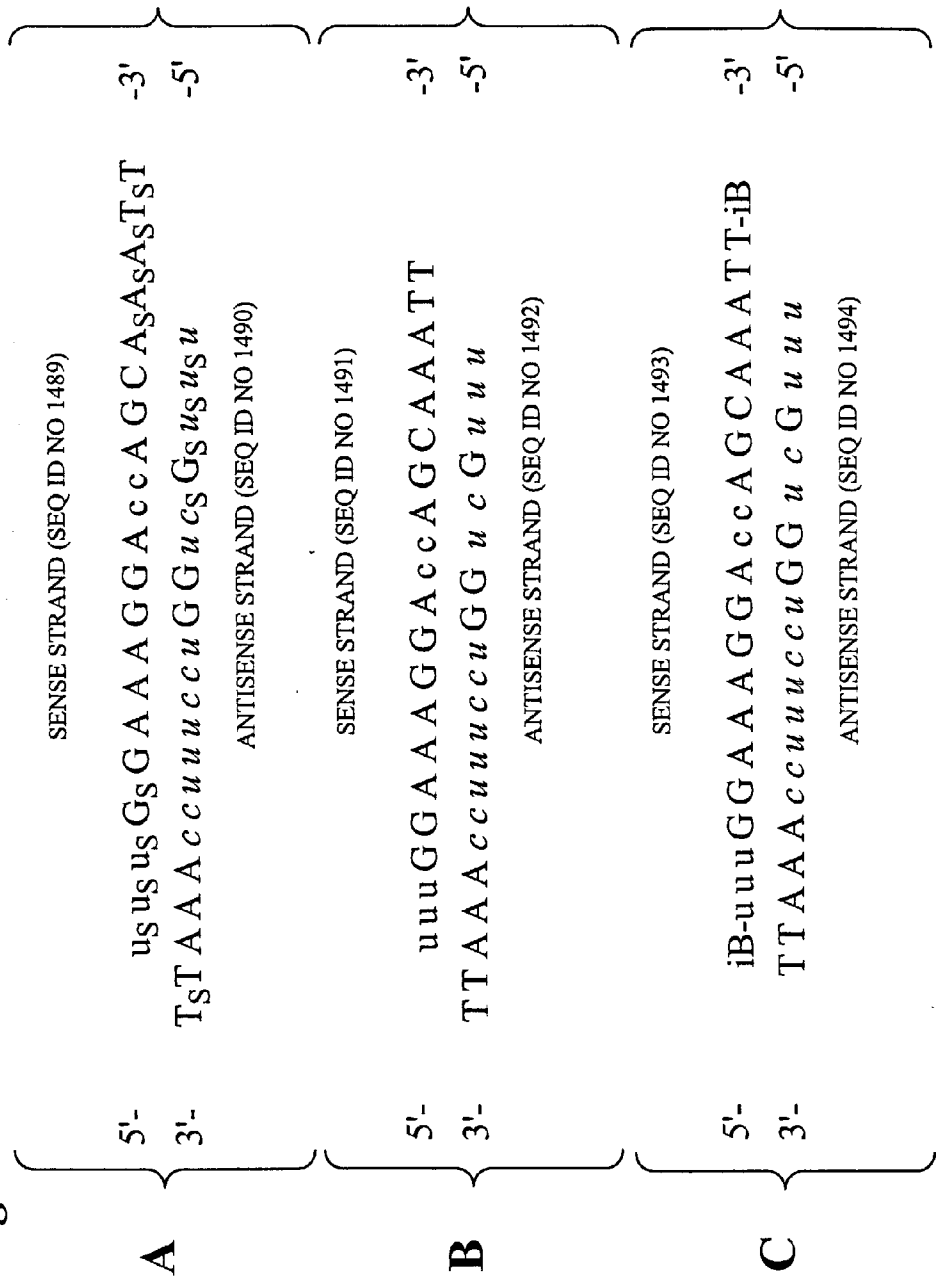 SENSE STRAND (SEQ ID NO 1489)
A 5'- uS uS uS GS G A A A G G A c c A G C AS AS AS TS T -3'
3'- TS T A A A c c u u u c c u G G u cS GS uS uS u -5'
ANTISENSE STRAND (SEQ ID NO 1490)
SENSE STRAND (SEQ ID NO 1491)
B 5'- u u u G G A A A G G A c c A G C A A A T T -3'
3'- T T A A A c c u u u c c u G G u c G u u u -5'
ANTISENSE STRAND (SEQ ID NO 1492)
SENSE STRAND (SEQ ID NO 1493)
C 5'- iB-u u u G G A A A G G A c c A G C A A A T T-iB -3'
3'- T T A A A c c u u u c c u G G u c G u u u -5'
ANTISENSE STRAND (SEQ ID NO 1494)